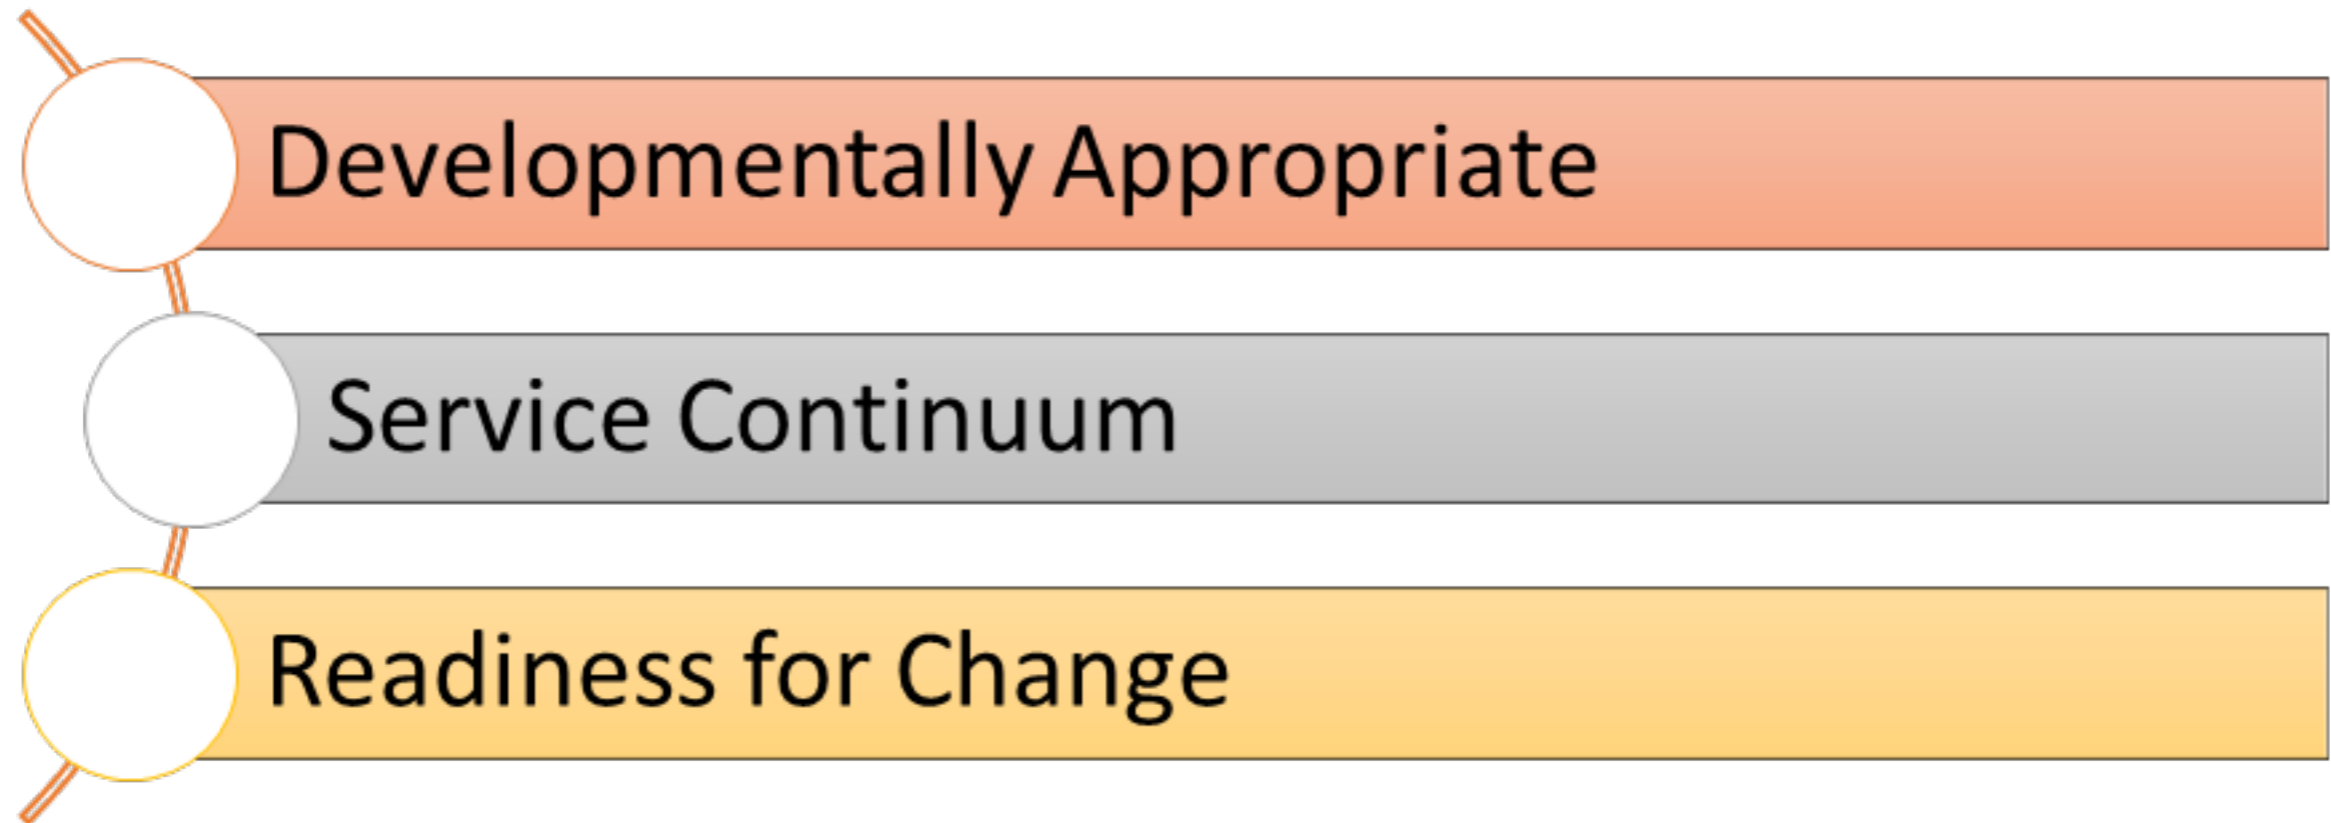 Developmentally Appropriate
Service Continuum
Readiness for Change